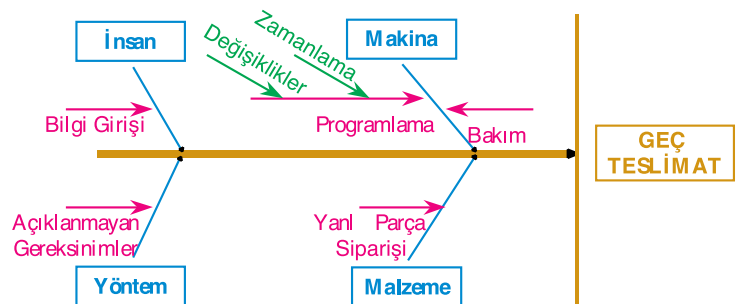 İnsan
Zamanlama
Değişiklikler
Makina
Bilgi Girişi
Programlama
Bakım
GEÇ
TESLİMAT
Açıklanmayan
Gereksinimler
Yanl Parça
Siparişi
Yöntem
Malzeme